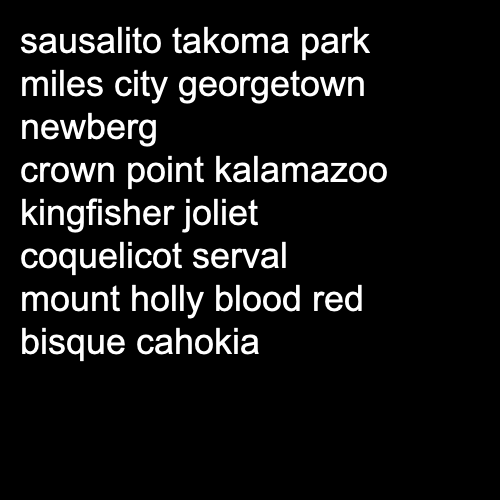 sausalito takoma park
miles city georgetown
newberg
crown point kalamazoo
kingfisher joliet
coquelicot serval
mount holly blood red
bisque cahokia